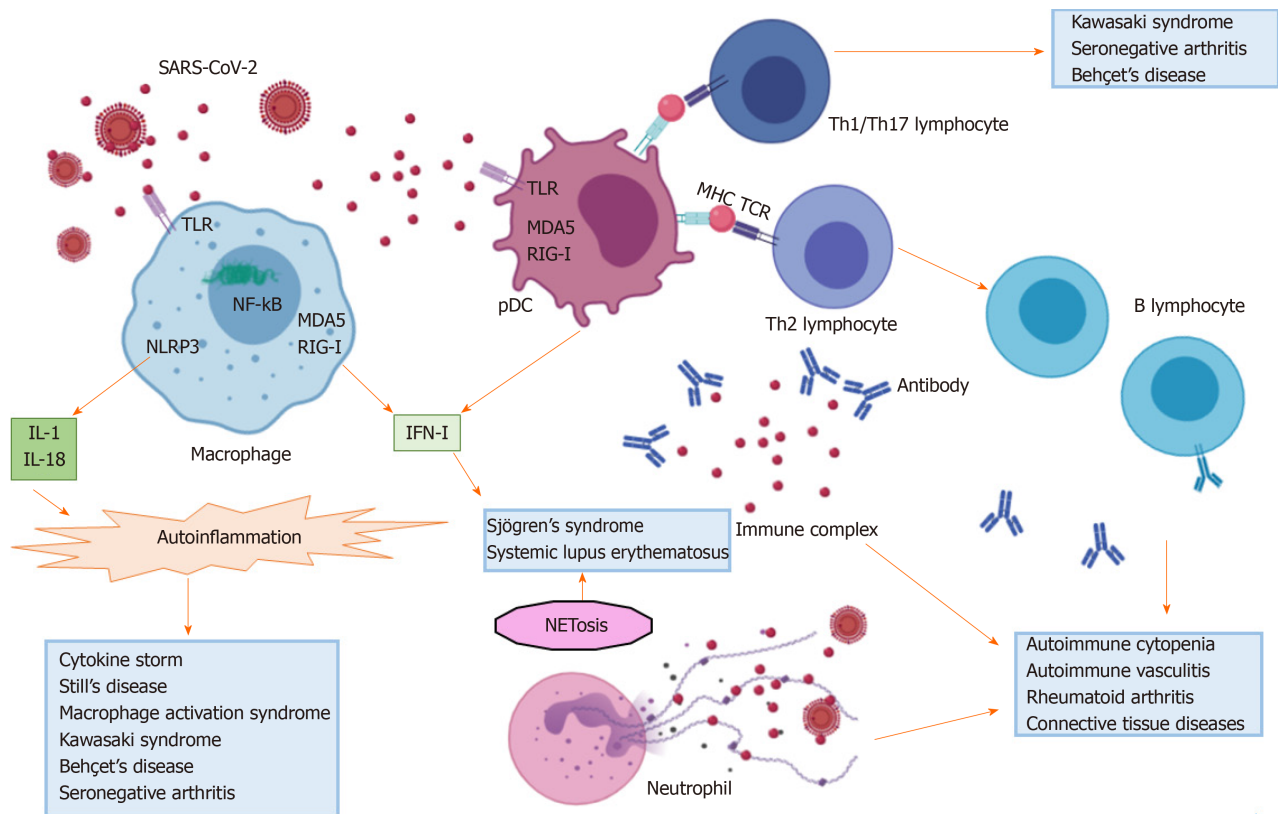 Kawasaki syndrome
Seronegative arthritis
Behçet's disease
SARS-CoV-2
Th1/Th17 lymphocyte
TLR
MDA5
RIG-I
pDC
MHC TCR
Th2 lymphocyte
B lymphocyte
TLR
NF-kB
MDA5
RIG-I
NLRP3
Macrophage
IL-1
IL-18
IFN-I
Antibody
Immune complex
Autoinflammation
Sjögren's syndrome
Systemic lupus erythematosus
NETosis
Neutrophil
Cytokine storm
Still's disease
Macrophage activation syndrome
Kawasaki syndrome
Behçet's disease
Seronegative arthritis
Autoimmune cytopenia
Autoimmune vasculitis
Rheumatoid arthritis
Connective tissue diseases